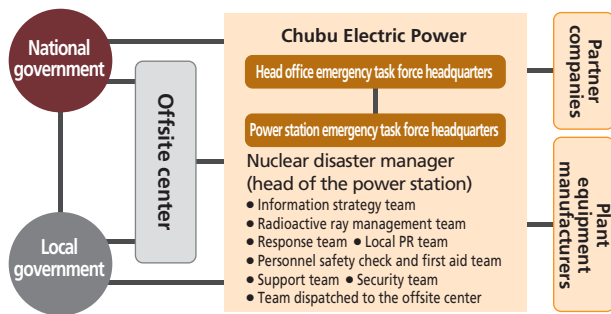 National
government
Local
government
Offsite center
Chubu Electric Power
Head office emergency task force headquarters
Power station emergency task force headquarters
Nuclear disaster manager
(head of the power station)
● Information strategy team
● Radioactive ray management team
● Response team ● Local PR team
● Personnel safety check and first aid team
● Support team ● Security team
● Team dispatched to the offsite center
Partner
companies
Plant
equipment
manufacturers